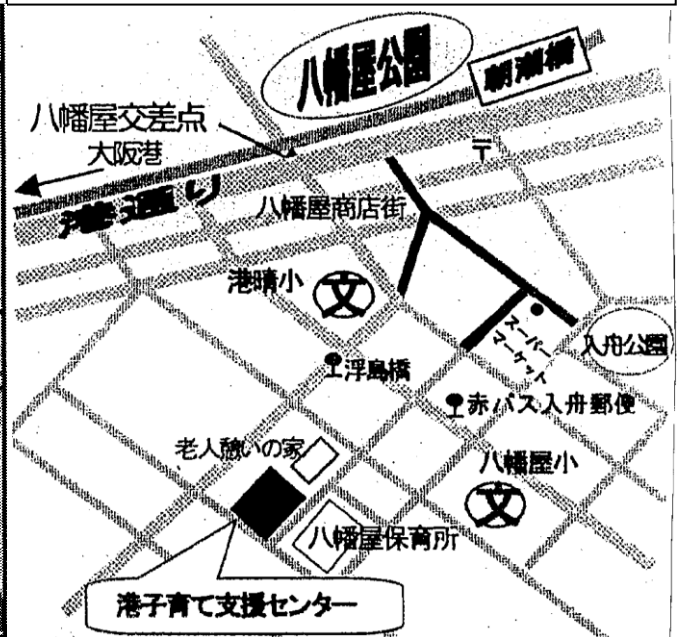 八幡屋公園
朝潮橋
八幡屋交差点
大阪港
港通り
〒
八幡屋商店街
港晴小
文
スーパー
マーケット
入舟公園
浮島橋
赤バス入舟郵便
老人憩いの家
八幡屋小
文
八幡屋保育所
港子育て支援センター